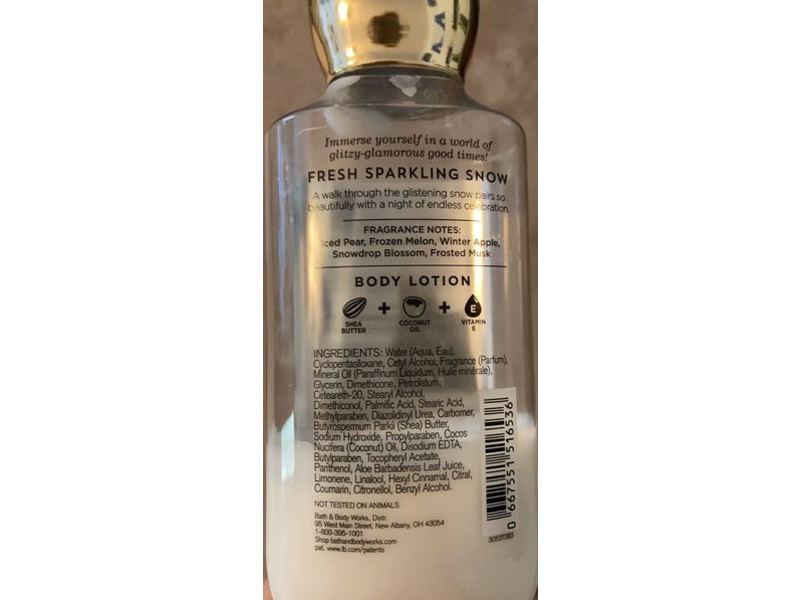 Immerse yourself in a world of
glitzy-glamorous good times!
FRESH SPARKLING SNOW
A walk through the glistening snow pairs so
beautifully with a night of endless celebration.
FRAGRANCE NOTES:
Iced Pear, Frozen Melon, Winter Apple,
Snowdrop Blossom, Frosted Musk
BODY LOTION
SHEA BUTTER + COCONUT OIL + E VITAMIN E
INGREDIENTS: Water (Aqua, Eau),
Cyclopentasiloxane, Cetyl Alcohol, Fragrance (Parfum),
Mineral Oil (Paraffinum Liquidum, Huile minérale),
Glycerin, Dimethicone, Petrolatum,
Ceteareth-20, Stearyl Alcohol,
Dimethiconol, Palmitic Acid, Stearic Acid,
Methylparaben, Diazolidinyl Urea, Carbomer,
Butyrospermum Parkii (Shea) Butter,
Sodium Hydroxide, Propylparaben, Cocos
Nucifera (Coconut) Oil, Disodium EDTA,
Butylparaben, Tocopheryl Acetate,
Panthenol, Aloe Barbadensis Leaf Juice,
Limonene, Linalool, Hexyl Cinnamal, Citral,
Coumarin, Citronellol, Benzyl Alcohol.
NOT TESTED ON ANIMALS
Bath & Body Works, Distr.
95 West Main Street, New Albany, OH 43054
1-800-395-1001
Shop bathandbodyworks.com
pat. www.lb.com/patents
0 667551 516536